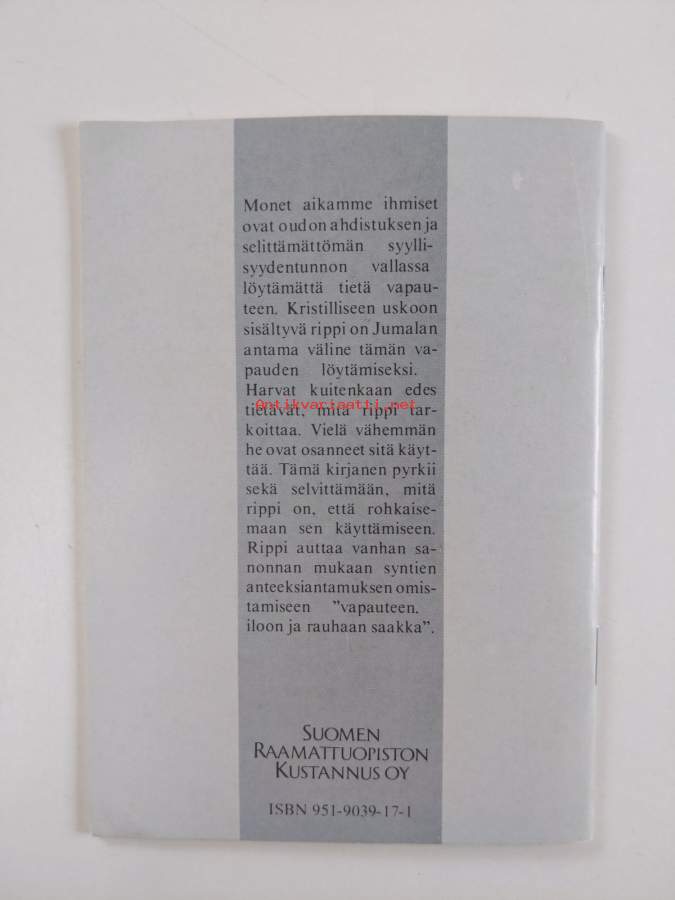 Monet aikamme ihmiset
ovat oudon ahdistuksen ja
selittämättömän syylli-
syydentunnon vallassa
löytämättä tietä vapau-
teen. Kristilliseen uskoon
sisältyvä rippi on Jumalan
antama väline tämän va-
pauden löytämiseksi.
Harvat kuitenkaan edes
tietävät, mitä rippi tar-
Antikvariaatti.net
koittaa. Vielä vähemmän
he ovat osanneet sitä käyt-
tää. Tämä kirjanen pyrkii
sekä selvittämään, mitä
rippi on, että rohkaise-
maan sen käyttämiseen.
Rippi auttaa vanhan sa-
nonnan mukaan syntien
anteeksiantamuksen omis-
tamiseen ”vapauteen.
iloon ja rauhaan saakka”.
SUOMEN
RAAMATTUOPISTON
KUSTANNUS OY
ISBN 951-9039-17-1